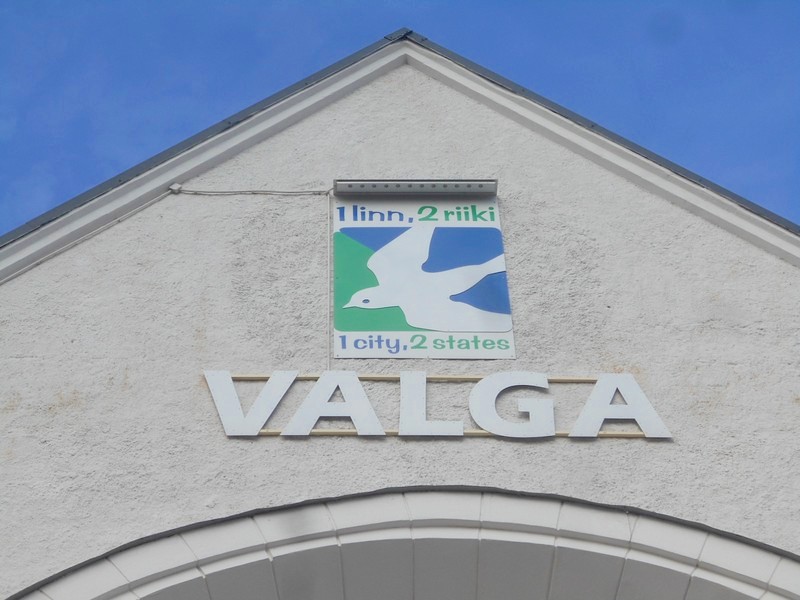 1 linn, 2 riiki
1 city, 2 states
VALGA